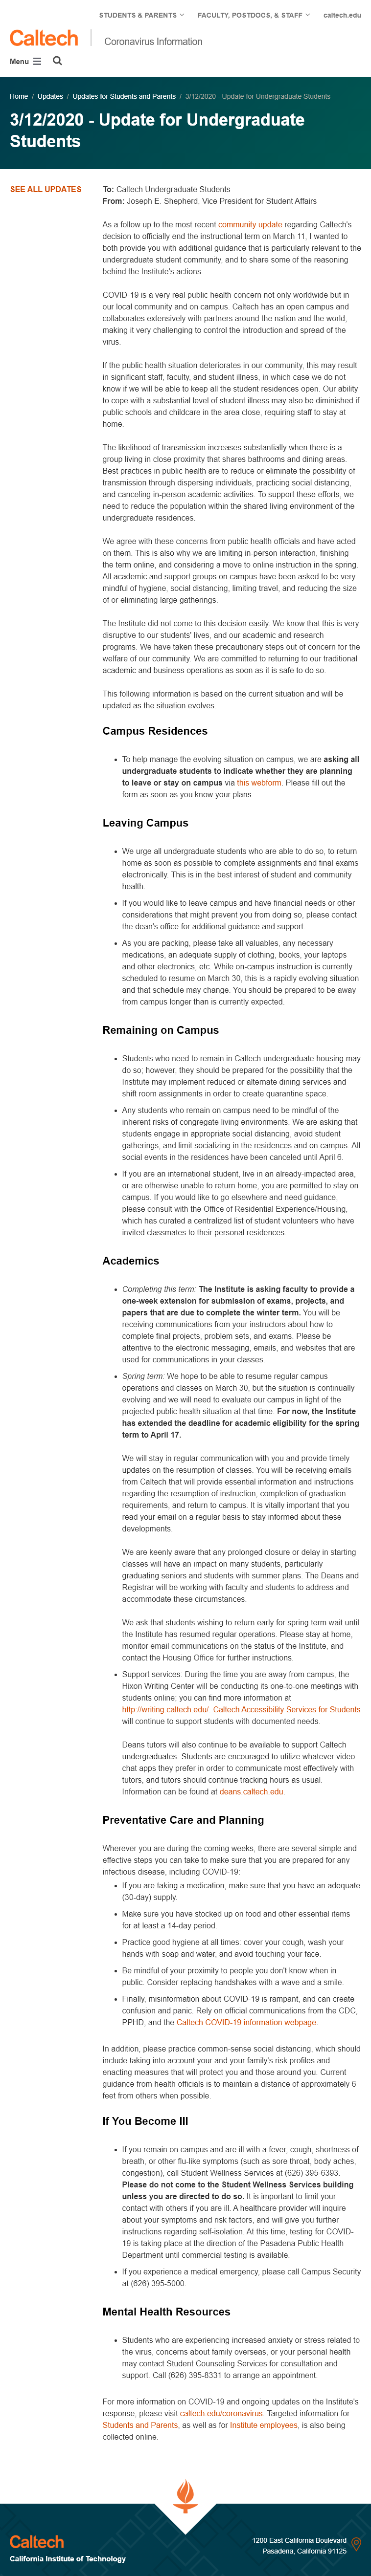 STUDENTS & PARENTS
FACULTY, POSTDOCS, & STAFF
caltech.edu
Caltech
Coronavirus Information
Menu
Home / Updates / Updates for Students and Parents / 3/12/2020 - Update for Undergraduate Students
3/12/2020 - Update for Undergraduate
Students
SEE ALL UPDATES
To: Caltech Undergraduate Students
From: Joseph E. Shepherd, Vice President for Student Affairs
As a follow up to the most recent community update regarding Caltech's
decision to officially end the instructional term on March 11, I wanted to
both provide you with additional guidance that is particularly relevant to the
undergraduate student community, and to share some of the reasoning
behind the Institute's actions.
COVID-19 is a very real public health concern not only worldwide but in
our local community and on campus. Caltech has an open campus and
collaborates extensively with partners around the nation and the world,
making it very challenging to control the introduction and spread of the
virus.
If the public health situation deteriorates in our community, this may result
in significant staff, faculty, and student illness, in which case we do not
know if we will be able to keep all the student residences open. Our ability
to cope with a substantial level of student illness may also be diminished if
public schools and childcare in the area close, requiring staff to stay at
home.
The likelihood of transmission increases substantially when there is a
group living in close proximity that shares bathrooms and dining areas.
Best practices in public health are to reduce or eliminate the possibility of
transmission through dispersing individuals, practicing social distancing,
and canceling in-person academic activities. To support these efforts, we
need to reduce the population within the shared living environment of the
undergraduate residences.
We agree with these concerns from public health officials and have acted
on them. This is also why we are limiting in-person interaction, finishing
the term online, and considering a move to online instruction in the spring.
All academic and support groups on campus have been asked to be very
mindful of hygiene, social distancing, limiting travel, and reducing the size
of or eliminating large gatherings.
The Institute did not come to this decision easily. We know that this is very
disruptive to our students' lives, and our academic and research
programs. We have taken these precautionary steps out of concern for the
welfare of our community. We are committed to returning to our traditional
academic and business operations as soon as it is safe to do so.
This following information is based on the current situation and will be
updated as the situation evolves.
Campus Residences
• To help manage the evolving situation on campus, we are asking all
undergraduate students to indicate whether they are planning
to leave or stay on campus via this webform. Please fill out the
form as soon as you know your plans.
Leaving Campus
• We urge all undergraduate students who are able to do so, to return
home as soon as possible to complete assignments and final exams
electronically. This is in the best interest of student and community
health.
• If you would like to leave campus and have financial needs or other
considerations that might prevent you from doing so, please contact
the dean's office for additional guidance and support.
• As you are packing, please take all valuables, any necessary
medications, an adequate supply of clothing, books, your laptops
and other electronics, etc. While on-campus instruction is currently
scheduled to resume on March 30, this is a rapidly evolving situation
and that schedule may change. You should be prepared to be away
from campus longer than is currently expected.
Remaining on Campus
• Students who need to remain in Caltech undergraduate housing may
do so; however, they should be prepared for the possibility that the
Institute may implement reduced or alternate dining services and
shift room assignments in order to create quarantine space.
• Any students who remain on campus need to be mindful of the
inherent risks of congregate living environments. We are asking that
students engage in appropriate social distancing, avoid student
gatherings, and limit socializing in the residences and on campus. All
social events in the residences have been canceled until April 6.
• If you are an international student, live in an already-impacted area,
or are otherwise unable to return home, you are permitted to stay on
campus. If you would like to go elsewhere and need guidance,
please consult with the Office of Residential Experience/Housing,
which has curated a centralized list of student volunteers who have
invited classmates to their personal residences.
Academics
• Completing this term: The Institute is asking faculty to provide a
one-week extension for submission of exams, projects, and
papers that are due to complete the winter term. You will be
receiving communications from your instructors about how to
complete final projects, problem sets, and exams. Please be
attentive to the electronic messaging, emails, and websites that are
used for communications in your classes.
• Spring term: We hope to be able to resume regular campus
operations and classes on March 30, but the situation is continually
evolving and we will need to evaluate our campus in light of the
projected public health situation at that time. For now, the Institute
has extended the deadline for academic eligibility for the spring
term to April 17.
We will stay in regular communication with you and provide timely
updates on the resumption of classes. You will be receiving emails
from Caltech that will provide essential information and instructions
regarding the resumption of instruction, completion of graduation
requirements, and return to campus. It is vitally important that you
read your email on a regular basis to stay informed about these
developments.
We are keenly aware that any prolonged closure or delay in starting
classes will have an impact on many students, particularly
graduating seniors and students with summer plans. The Deans and
Registrar will be working with faculty and students to address and
accommodate these circumstances.
We ask that students wishing to return early for spring term wait until
the Institute has resumed regular operations. Please stay at home,
monitor email communications on the status of the Institute, and
contact the Housing Office for further instructions.
• Support services: During the time you are away from campus, the
Hixon Writing Center will be conducting its one-to-one meetings with
students online; you can find more information at
http://writing.caltech.edu/. Caltech Accessibility Services for Students
will continue to support students with documented needs.
Deans tutors will also continue to be available to support Caltech
undergraduates. Students are encouraged to utilize whatever video
chat apps they prefer in order to communicate most effectively with
tutors, and tutors should continue tracking hours as usual.
Information can be found at deans.caltech.edu.
Preventative Care and Planning
Wherever you are during the coming weeks, there are several simple and
effective steps you can take to make sure that you are prepared for any
infectious disease, including COVID-19:
• If you are taking a medication, make sure that you have an adequate
(30-day) supply.
• Make sure you have stocked up on food and other essential items
for at least a 14-day period.
• Practice good hygiene at all times: cover your cough, wash your
hands with soap and water, and avoid touching your face.
• Be mindful of your proximity to people you don't know when in
public. Consider replacing handshakes with a wave and a smile.
• Finally, misinformation about COVID-19 is rampant, and can create
confusion and panic. Rely on official communications from the CDC,
PPHD, and the Caltech COVID-19 information webpage.
In addition, please practice common-sense social distancing, which should
include taking into account your and your family's risk profiles and
enacting measures that will protect you and those around you. Current
guidance from health officials is to maintain a distance of approximately 6
feet from others when possible.
If You Become Ill
• If you remain on campus and are ill with a fever, cough, shortness of
breath, or other flu-like symptoms (such as sore throat, body aches,
congestion), call Student Wellness Services at (626) 395-6393.
Please do not come to the Student Wellness Services building
unless you are directed to do so. It is important to limit your
contact with others if you are ill. A healthcare provider will inquire
about your symptoms and risk factors, and will give you further
instructions regarding self-isolation. At this time, testing for COVID-
19 is taking place at the direction of the Pasadena Public Health
Department until commercial testing is available.
• If you experience a medical emergency, please call Campus Security
at (626) 395-5000.
Mental Health Resources
• Students who are experiencing increased anxiety or stress related to
the virus, concerns about family overseas, or your personal health
may contact Student Counseling Services for consultation and
support. Call (626) 395-8331 to arrange an appointment.
For more information on COVID-19 and ongoing updates on the Institute's
response, please visit caltech.edu/coronavirus. Targeted information for
Students and Parents, as well as for Institute employees, is also being
collected online.
Caltech
California Institute of Technology
1200 East California Boulevard
Pasadena, California 91125